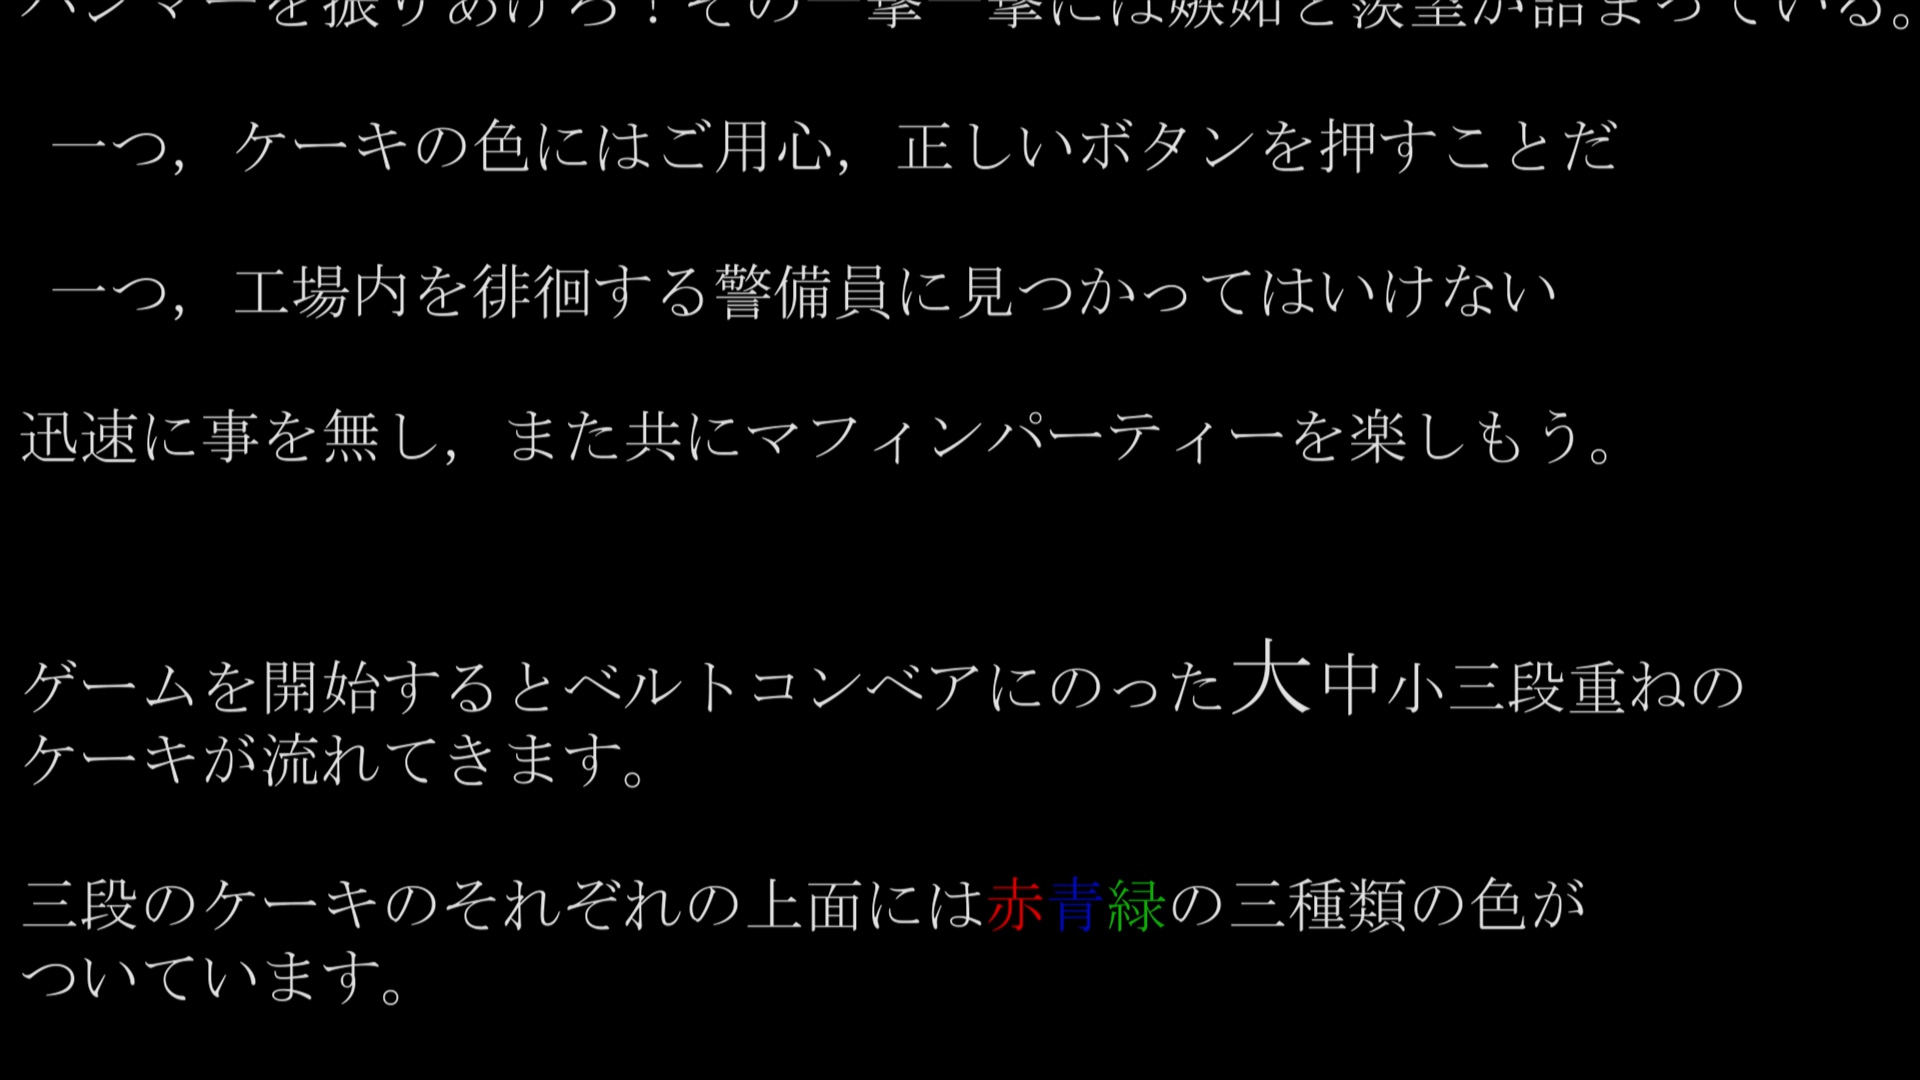 ハンマーを振りあげろ！その一撃一撃には嫉妬と羨望が詰まっている。
一つ，ケーキの色にはご用心，正しいボタンを押すことだ
一つ，工場内を徘徊する警備員に見つかってはいけない
迅速に事を無し，また共にマフィンパーティーを楽しもう。
ゲームを開始するとベルトコンベアにのった大中小三段重ねの
ケーキが流れてきます。
三段のケーキのそれぞれの上面には赤青緑の三種類の色が
ついています。